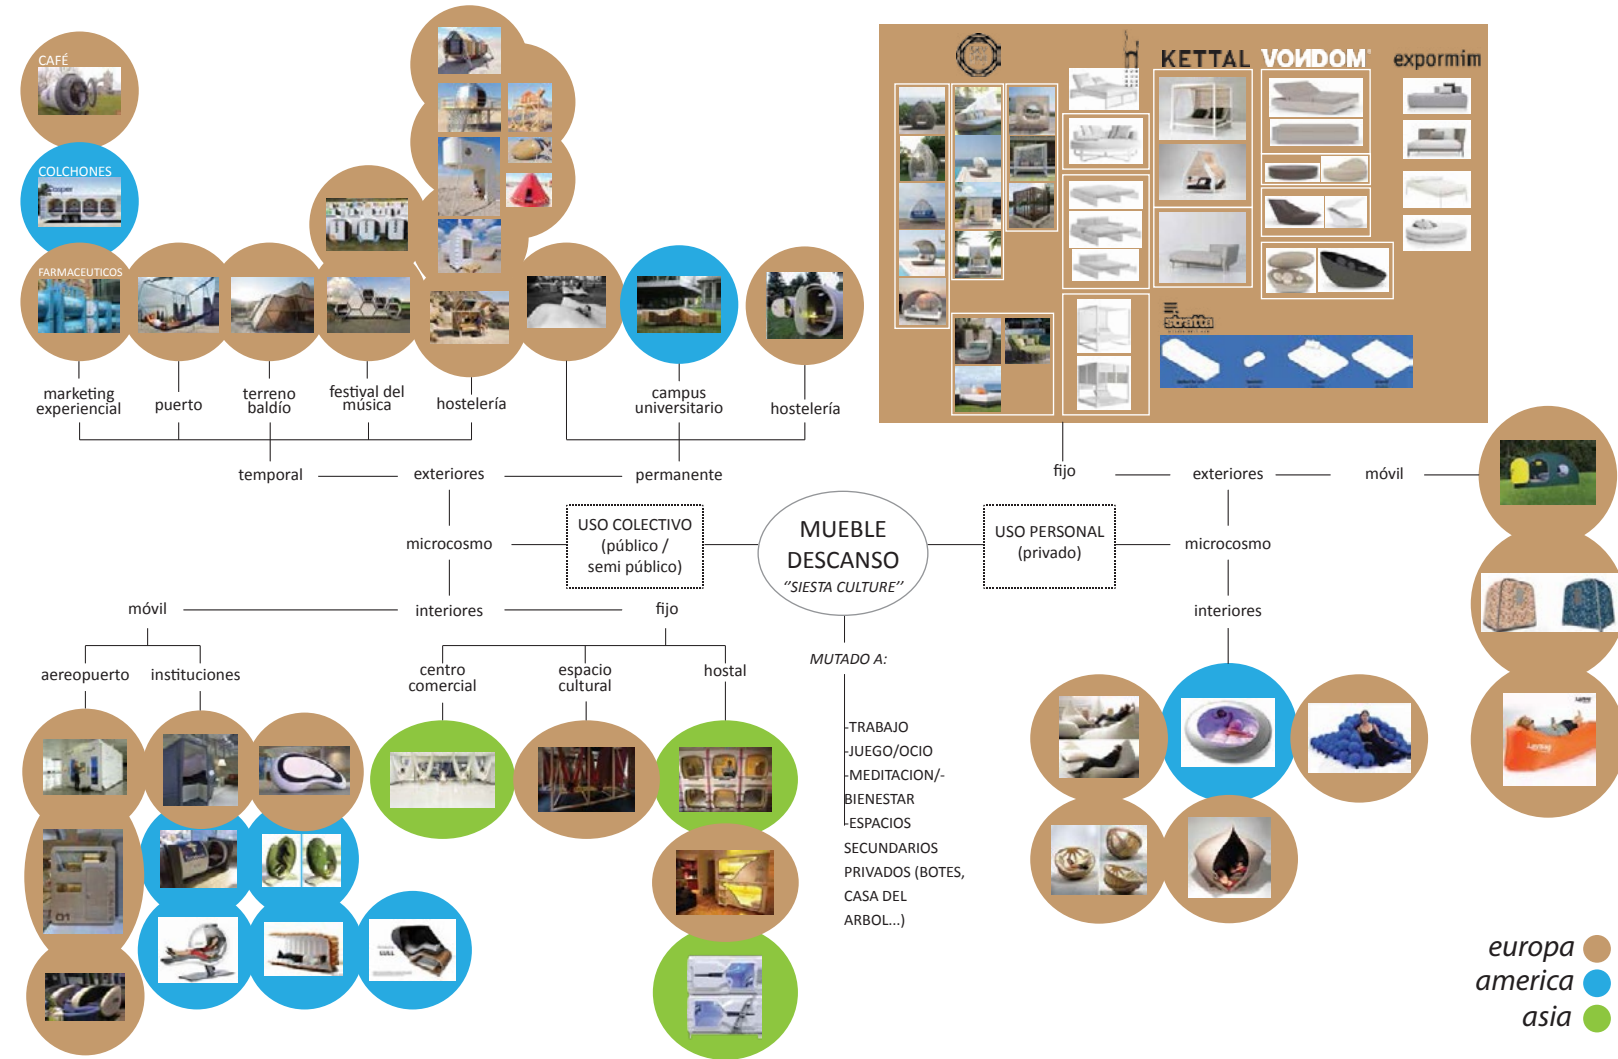 CAFÉ
COLCHONES
Casper
FARMACEUTICOS
marketing
experiencial
puerto
terreno
baldío
festival del
música
hostelería
campus
universitario
hostelería
temporal
exteriores
permanente
microcosmo
USO COLECTIVO
(público /
semi público)
MUEBLE
DESCANSO
"SIESTA CULTURE"
USO PERSONAL
(privado)
microcosmo
KETTAL
VONDOM
expormim
stratta
fijo
exteriores
móvil
interiores
móvil
interiores
fijo
aereopuerto
instituciones
centro
comercial
espacio
cultural
hostal
MUTADO A:
-TRABAJO
-JUEGO/OCIO
-MEDITACION/-
BIENESTAR
-ESPACIOS
SECUNDARIOS
PRIVADOS (BOTES,
CASA DEL
ARBOL...)
01
europa
america
asia